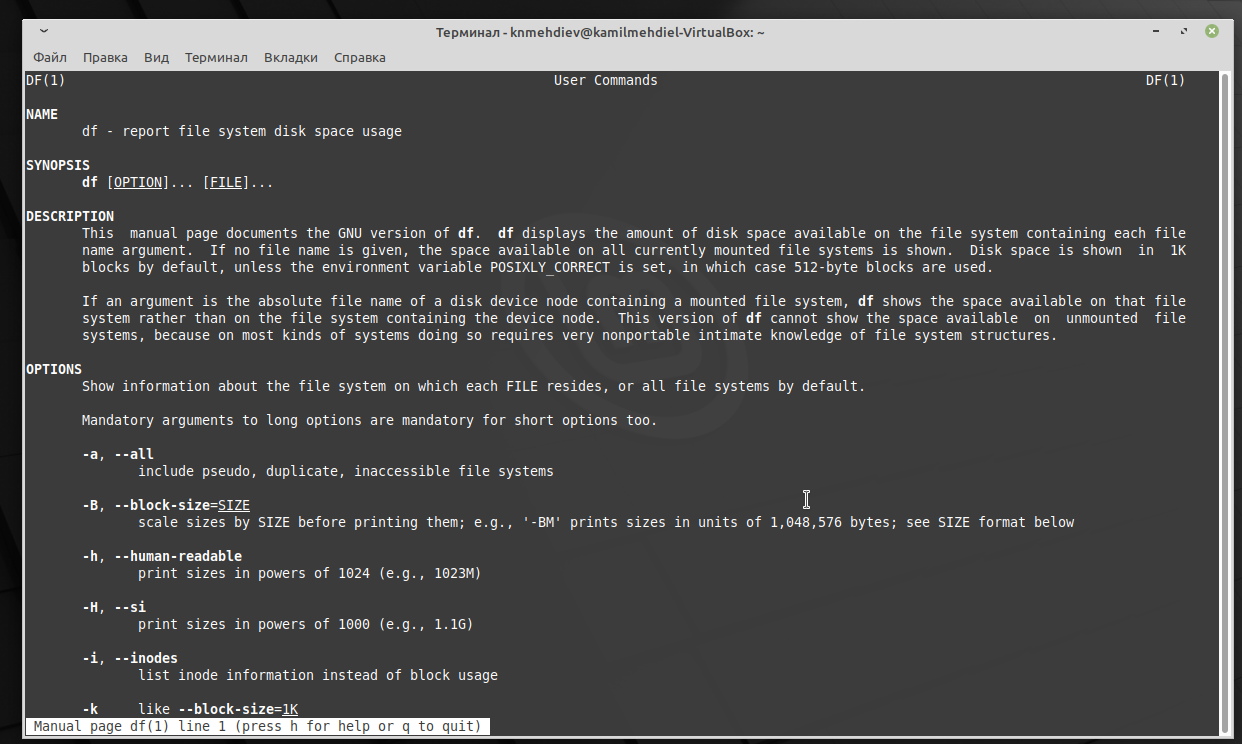 Терминал - knmehdiev@kamilmehdiel-VirtualBox: ~
Файл Правка Вид Терминал Вкладки Справка
DF(1) User Commands DF(1)
NAME
df - report file system disk space usage
SYNOPSIS
df [OPTION]... [FILE]...
DESCRIPTION
This manual page documents the GNU version of df. df displays the amount of disk space available on the file system containing each file
name argument. If no file name is given, the space available on all currently mounted file systems is shown. Disk space is shown in 1K
blocks by default, unless the environment variable POSIXLY_CORRECT is set, in which case 512-byte blocks are used.
If an argument is the absolute file name of a disk device node containing a mounted file system, df shows the space available on that file
system rather than on the file system containing the device node. This version of df cannot show the space available on unmounted file
systems, because on most kinds of systems doing so requires very nonportable intimate knowledge of file system structures.
OPTIONS
Show information about the file system on which each FILE resides, or all file systems by default.
Mandatory arguments to long options are mandatory for short options too.
-a, --all
include pseudo, duplicate, inaccessible file systems
-B, --block-size=SIZE
scale sizes by SIZE before printing them; e.g., '-BM' prints sizes in units of 1,048,576 bytes; see SIZE format below
-h, --human-readable
print sizes in powers of 1024 (e.g., 1023M)
-H, --si
print sizes in powers of 1000 (e.g., 1.1G)
-i, --inodes
list inode information instead of block usage
-k like --block-size=1K
Manual page df(1) line 1 (press h for help or q to quit)